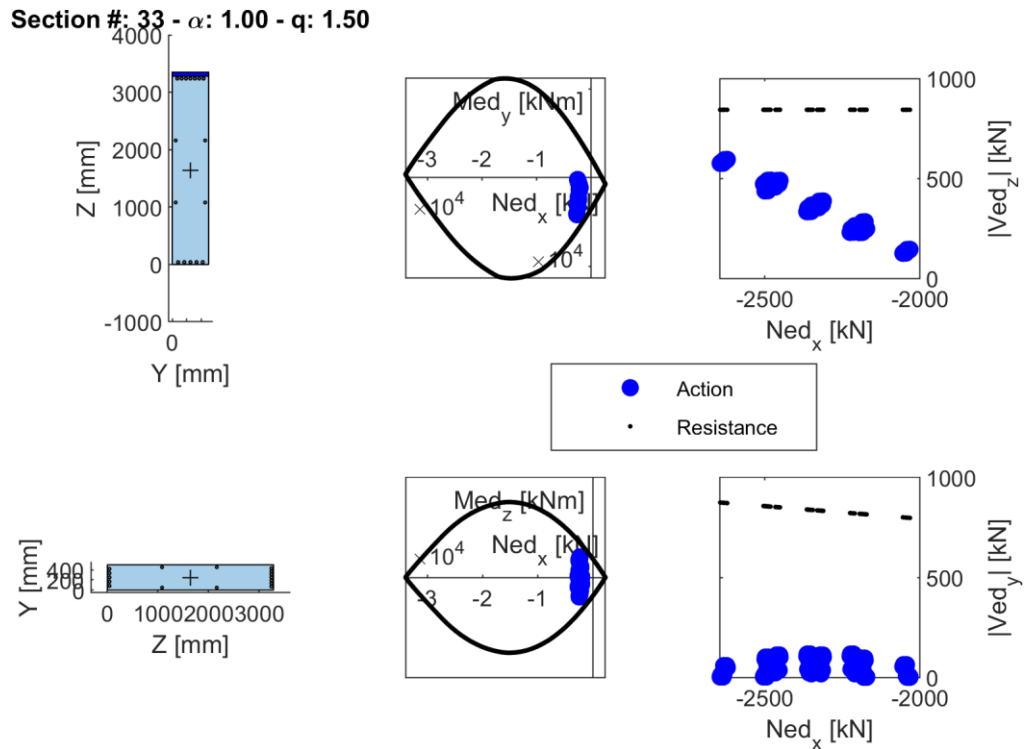 Section #: 33 - α: 1.00 - q: 1.50
4000
3000
2000
1000
0
-1000
Z [mm]
0
Y [mm]
Med_y [kNm]
-3 -2 -1
×10^4
Ned_x [kN]
×10^4
1000
500
0
|Ved_z| [kN]
-2500 -2000
Ned_x [kN]
Action
Resistance
400
200
0
Y [mm]
0 1000 2000 3000
Z [mm]
Med_z [kNm]
×10^4
Ned_x [kN]
-3 -2 -1
1000
500
0
|Ved_y| [kN]
-2500 -2000
Ned_x [kN]